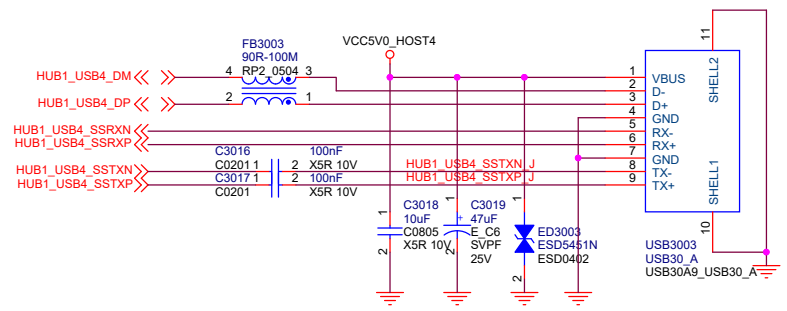 FB3003
90R-100M
RP2_0504
VCC5V0_HOST4
HUB1_USB4_DM
4
3
HUB1_USB4_DP
2
1
HUB1_USB4_SSRXN
HUB1_USB4_SSRXP
C3016
100nF
HUB1_USB4_SSTXN
C0201 1
2
X5R 10V
HUB1_USB4_SSTXN_J
C3017 1
2
100nF
HUB1_USB4_SSTXP
HUB1_USB4_SSTXP_J
C0201
X5R 10V
1
VBUS
2
D-
3
D+
4
GND
5
RX-
6
RX+
7
GND
8
TX-
9
TX+
11
SHELL2
SHELL1
10
1
C3018
10uF
C0805
X5R 10V
2
1
C3019
+
47uF
E_C6
SVPF
25V
2
1
ED3003
ESD5451N
ESD0402
2
USB3003
USB30_A
USB30A9_USB30_A